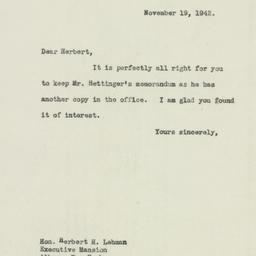 November 19, 1942.
Dear Herbert,
It is perfectly all right for you
to keep Mr. Hettinger's memorandum as he has
another copy in the office. I am glad you found
it of interest.
Yours sincerely,
Hon. Herbert H. Lehman
Executive Mansion